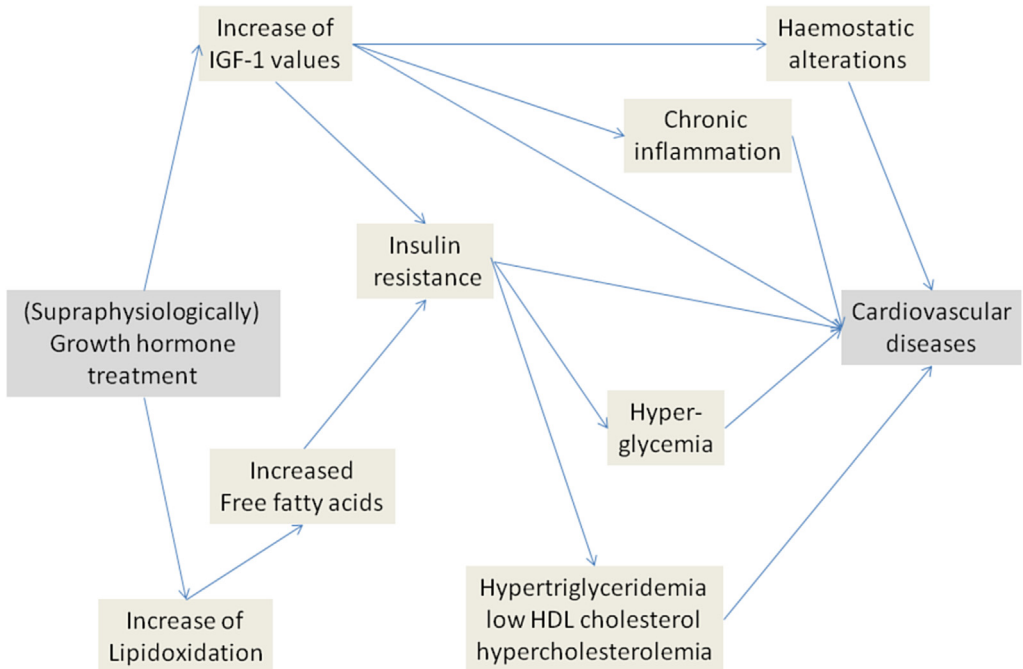 Increase of
IGF-1 values
Haemostatic
alterations
Chronic
inflammation
Insulin
resistance
(Supraphysiologically)
Growth hormone
treatment
Cardiovascular
diseases
Hyper-
glycemia
Increased
Free fatty acids
Hypertriglyceridemia
low HDL cholesterol
hypercholesterolemia
Increase of
Lipidoxidation